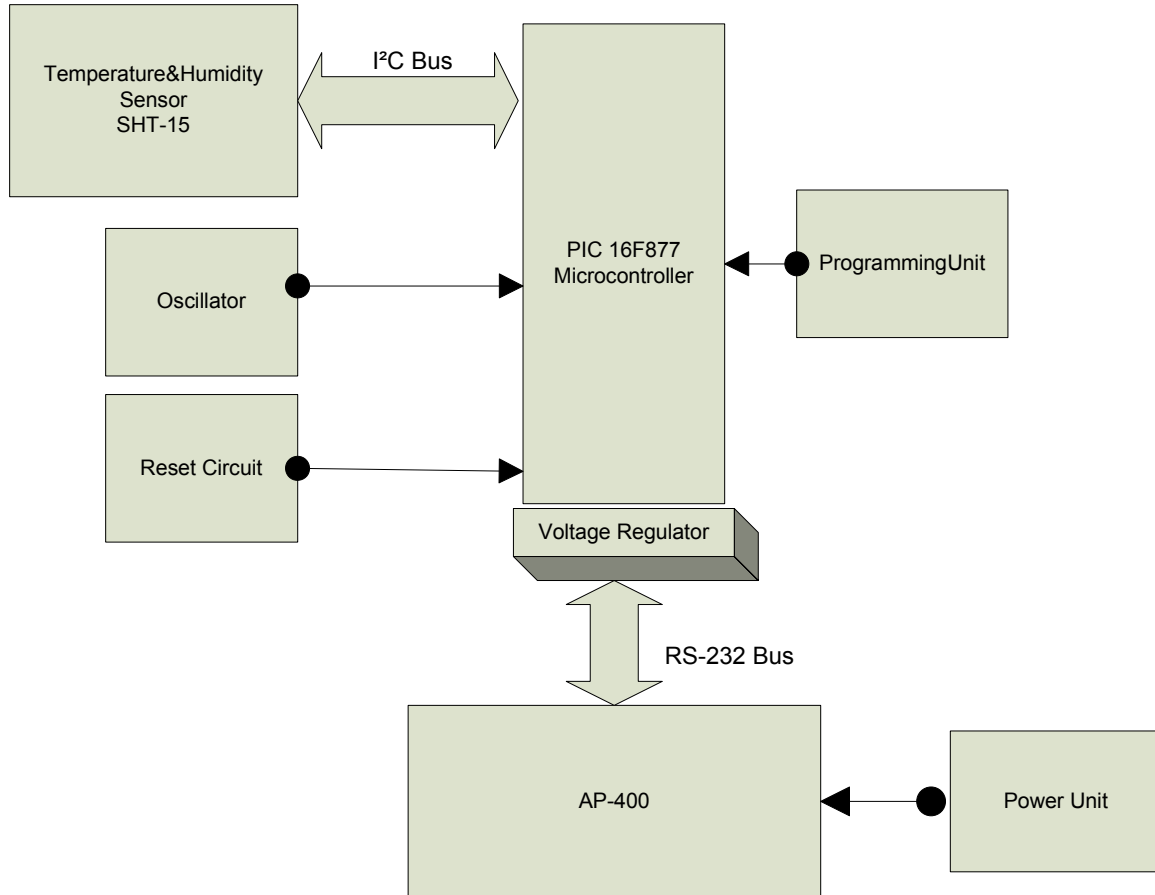 Temperature&Humidity
Sensor
SHT-15
I²C Bus
PIC 16F877
Microcontroller
ProgrammingUnit
Oscillator
Reset Circuit
Voltage Regulator
RS-232 Bus
AP-400
Power Unit